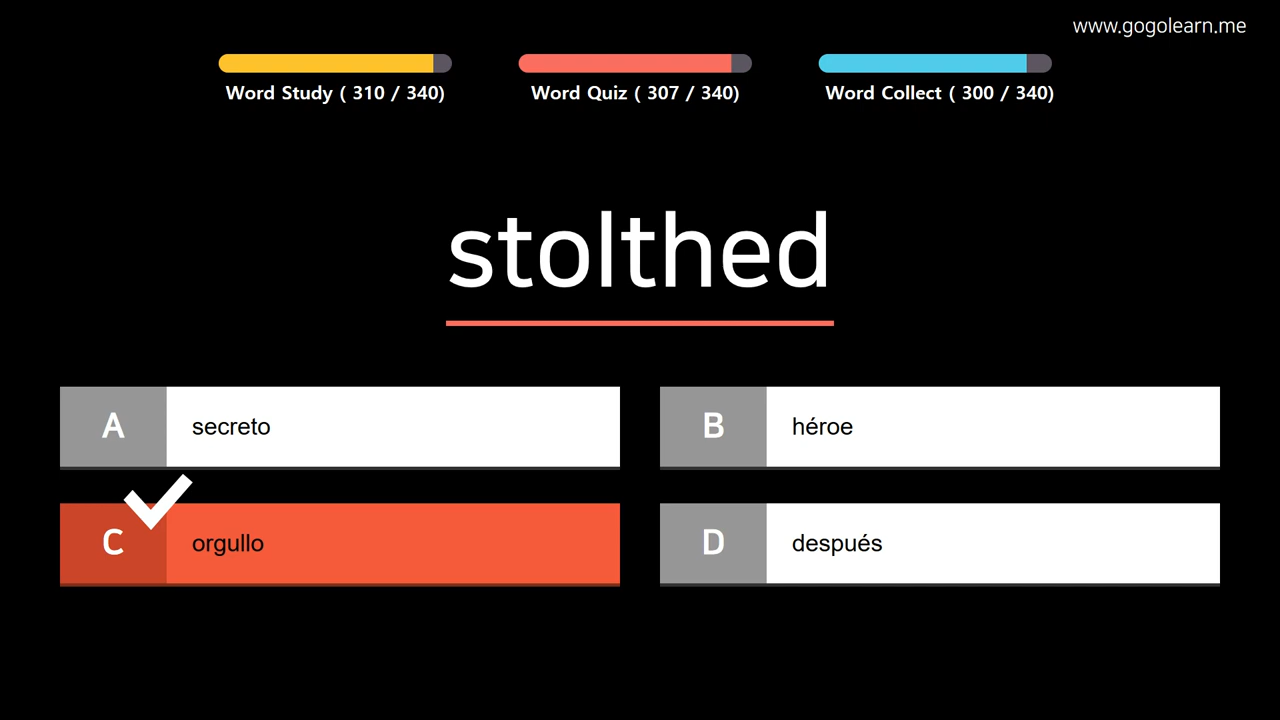 www.gogolearn.me
Word Study ( 310 / 340)
Word Quiz ( 307 / 340)
Word Collect ( 300 / 340)
stolthed
A secreto
B héroe
C orgullo
D después